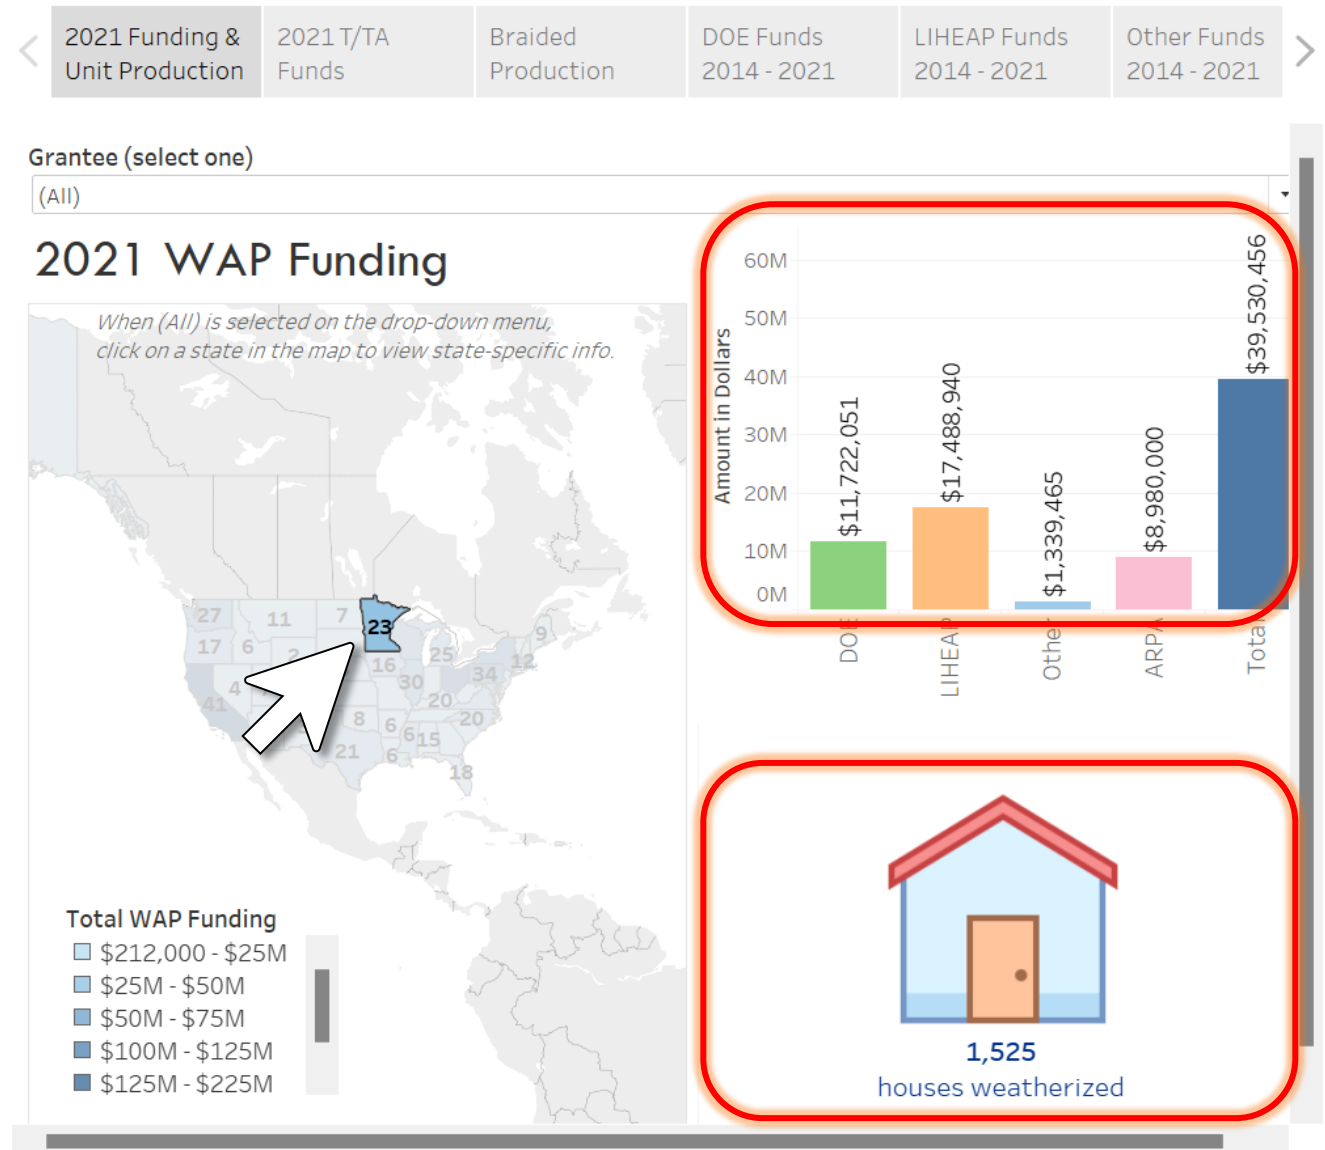 2021 Funding &
Unit Production
2021 T/TA
Funds
Braided
Production
DOE Funds
2014 - 2021
LIHEAP Funds
2014 - 2021
Other Funds
2014 - 2021
Grantee (select one)
(All)
2021 WAP Funding
When (All) is selected on the drop-down menu,
click on a state in the map to view state-specific info.
27
11
7
23
9
17
6
2
16
25
12
4
30
34
41
20
8
6
20
6
15
21
6
18
Total WAP Funding
$212,000 - $25M
$25M - $50M
$50M - $75M
$100M - $125M
$125M - $225M
Amount in Dollars
60M
50M
40M
30M
20M
10M
0M
$11,722,051
$17,488,940
$1,339,465
$8,980,000
$39,530,456
DOE
LIHEAP
Other
ARPA
Total
1,525
houses weatherized